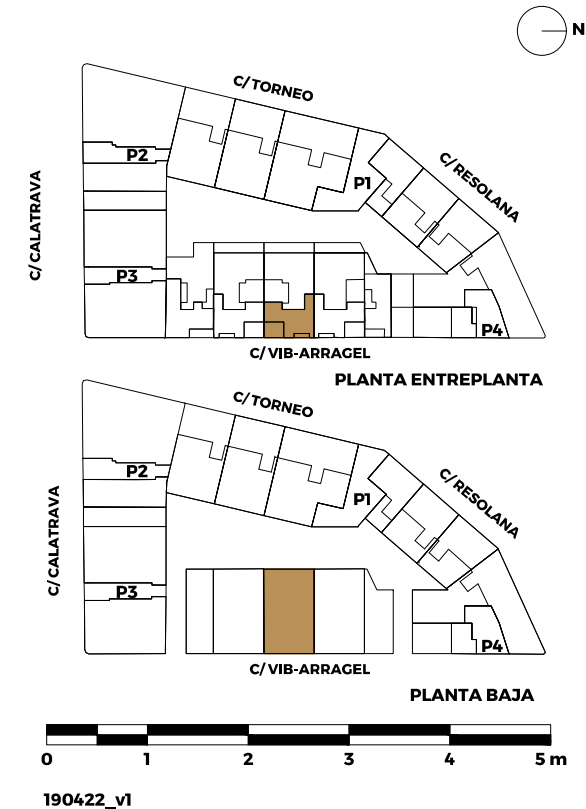 N
C/ TORNEO
C/ RESOLANA
C/ CALATRAVA
P2
P1
P3
P4
C/ VIB-ARRAGEL
PLANTA ENTREPLANTA
C/ TORNEO
C/ RESOLANA
C/ CALATRAVA
P2
P1
P3
P4
C/ VIB-ARRAGEL
PLANTA BAJA
0 1 2 3 4 5 m
190422_v1